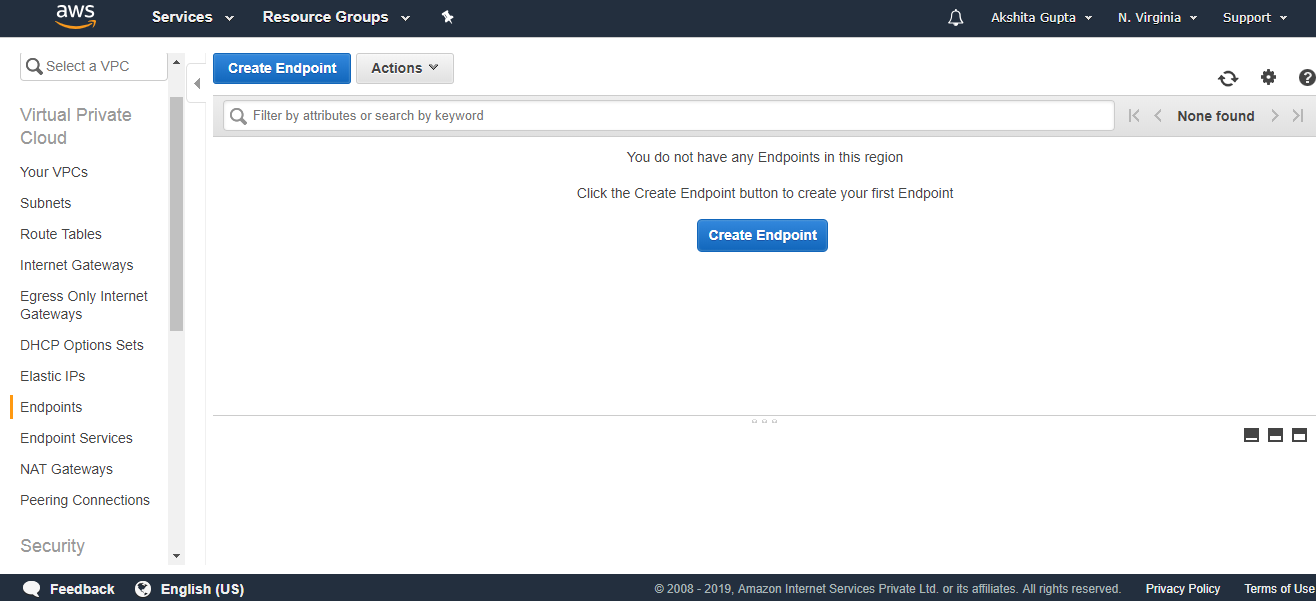 aws Services Resource Groups Akshita Gupta N. Virginia Support
Select a VPC
Virtual Private
Cloud
Your VPCs
Subnets
Route Tables
Internet Gateways
Egress Only Internet
Gateways
DHCP Options Sets
Elastic IPs
Endpoints
Endpoint Services
NAT Gateways
Peering Connections
Security
Create Endpoint Actions
?
Filter by attributes or search by keyword None found
You do not have any Endpoints in this region
Click the Create Endpoint button to create your first Endpoint
Create Endpoint
Feedback English (US) © 2008 - 2019, Amazon Internet Services Private Ltd. or its affiliates. All rights reserved. Privacy Policy Terms of Use